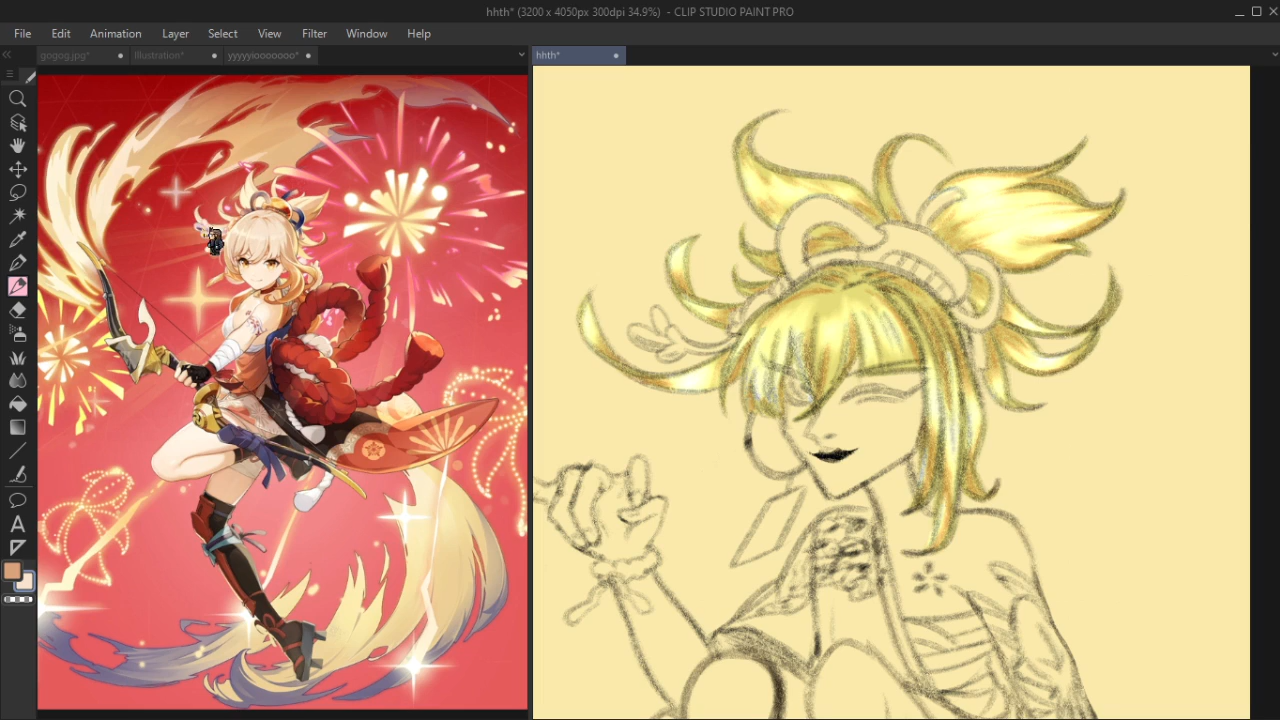 hhth* (3200 x 4050px 300dpi 34.9%) - CLIP STUDIO PAINT PRO
File Edit Animation Layer Select View Filter Window Help
gogog.jpg* Illustration* yyyyyioooooooo* hhth*